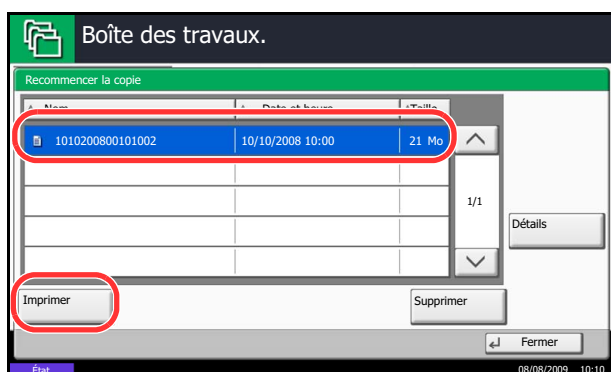 Boîte des travaux.
Recommencer la copie
Nom Date et heure Taille
1010200800101002 10/10/2008 10:00 21 Mo
1/1
Détails
Imprimer Supprimer
Fermer
État 08/08/2009 10:10